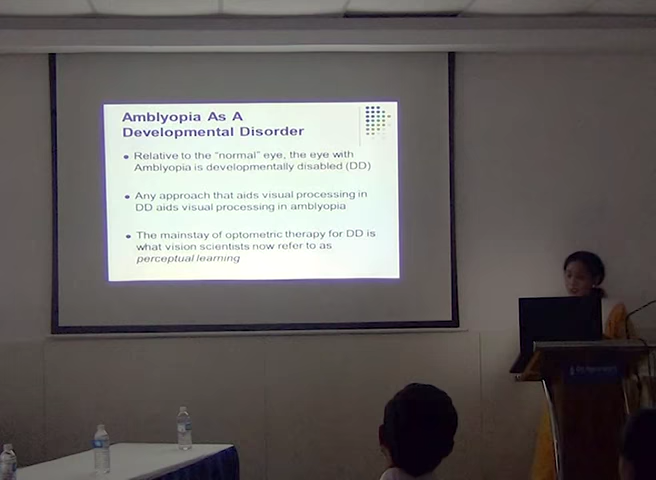 Amblyopia As A
Developmental Disorder
Relative to the “normal” eye, the eye with
Amblyopia is developmentally disabled (DD)
Any approach that aids visual processing in
DD aids visual processing in amblyopia
The mainstay of optometric therapy for DD is
what vision scientists now refer to as
perceptual learning